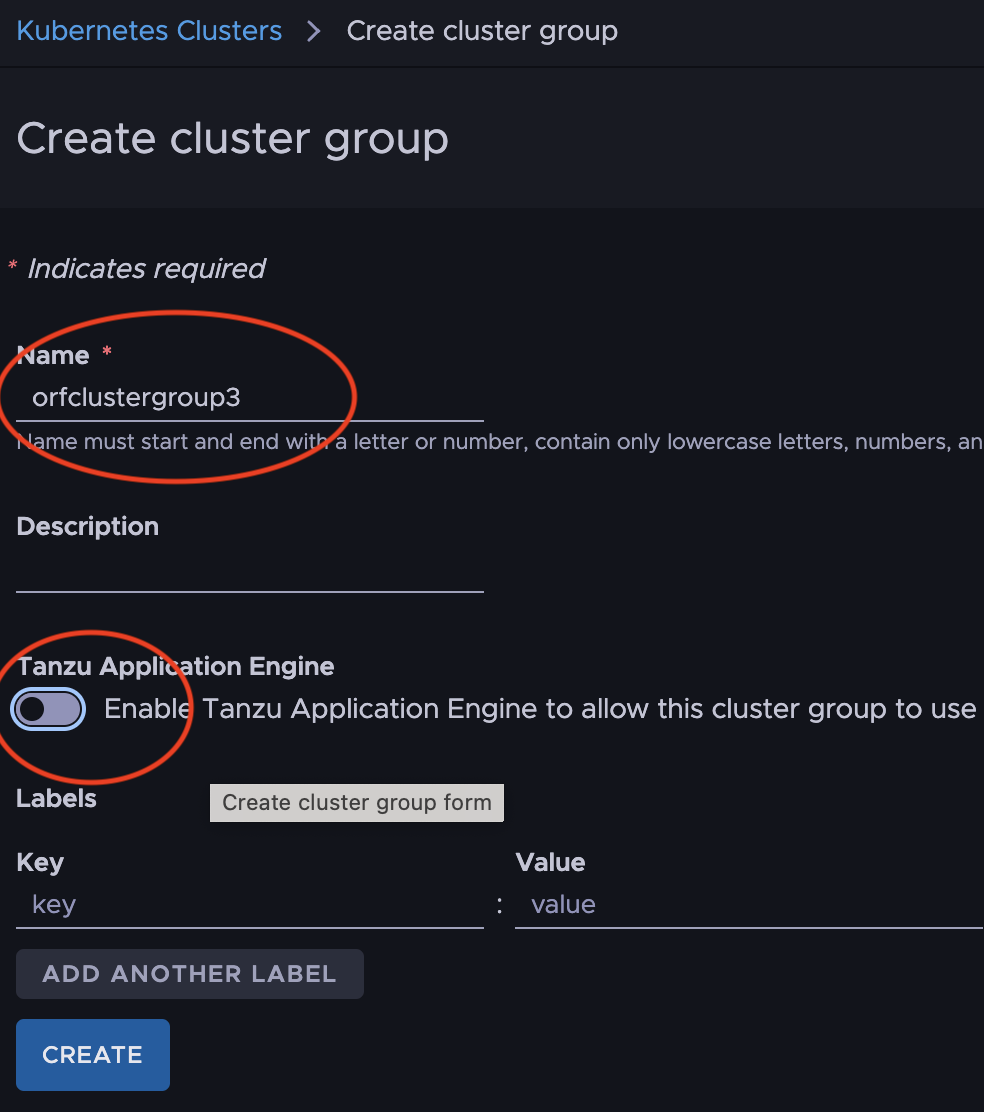 Kubernetes Clusters > Create cluster group
Create cluster group
* Indicates required
Name *
orfclustergroup3
Name must start and end with a letter or number, contain only lowercase letters, numbers, an
Description
Tanzu Application Engine
Enable Tanzu Application Engine to allow this cluster group to use
Labels
Create cluster group form
Key Value
key : value
ADD ANOTHER LABEL
CREATE